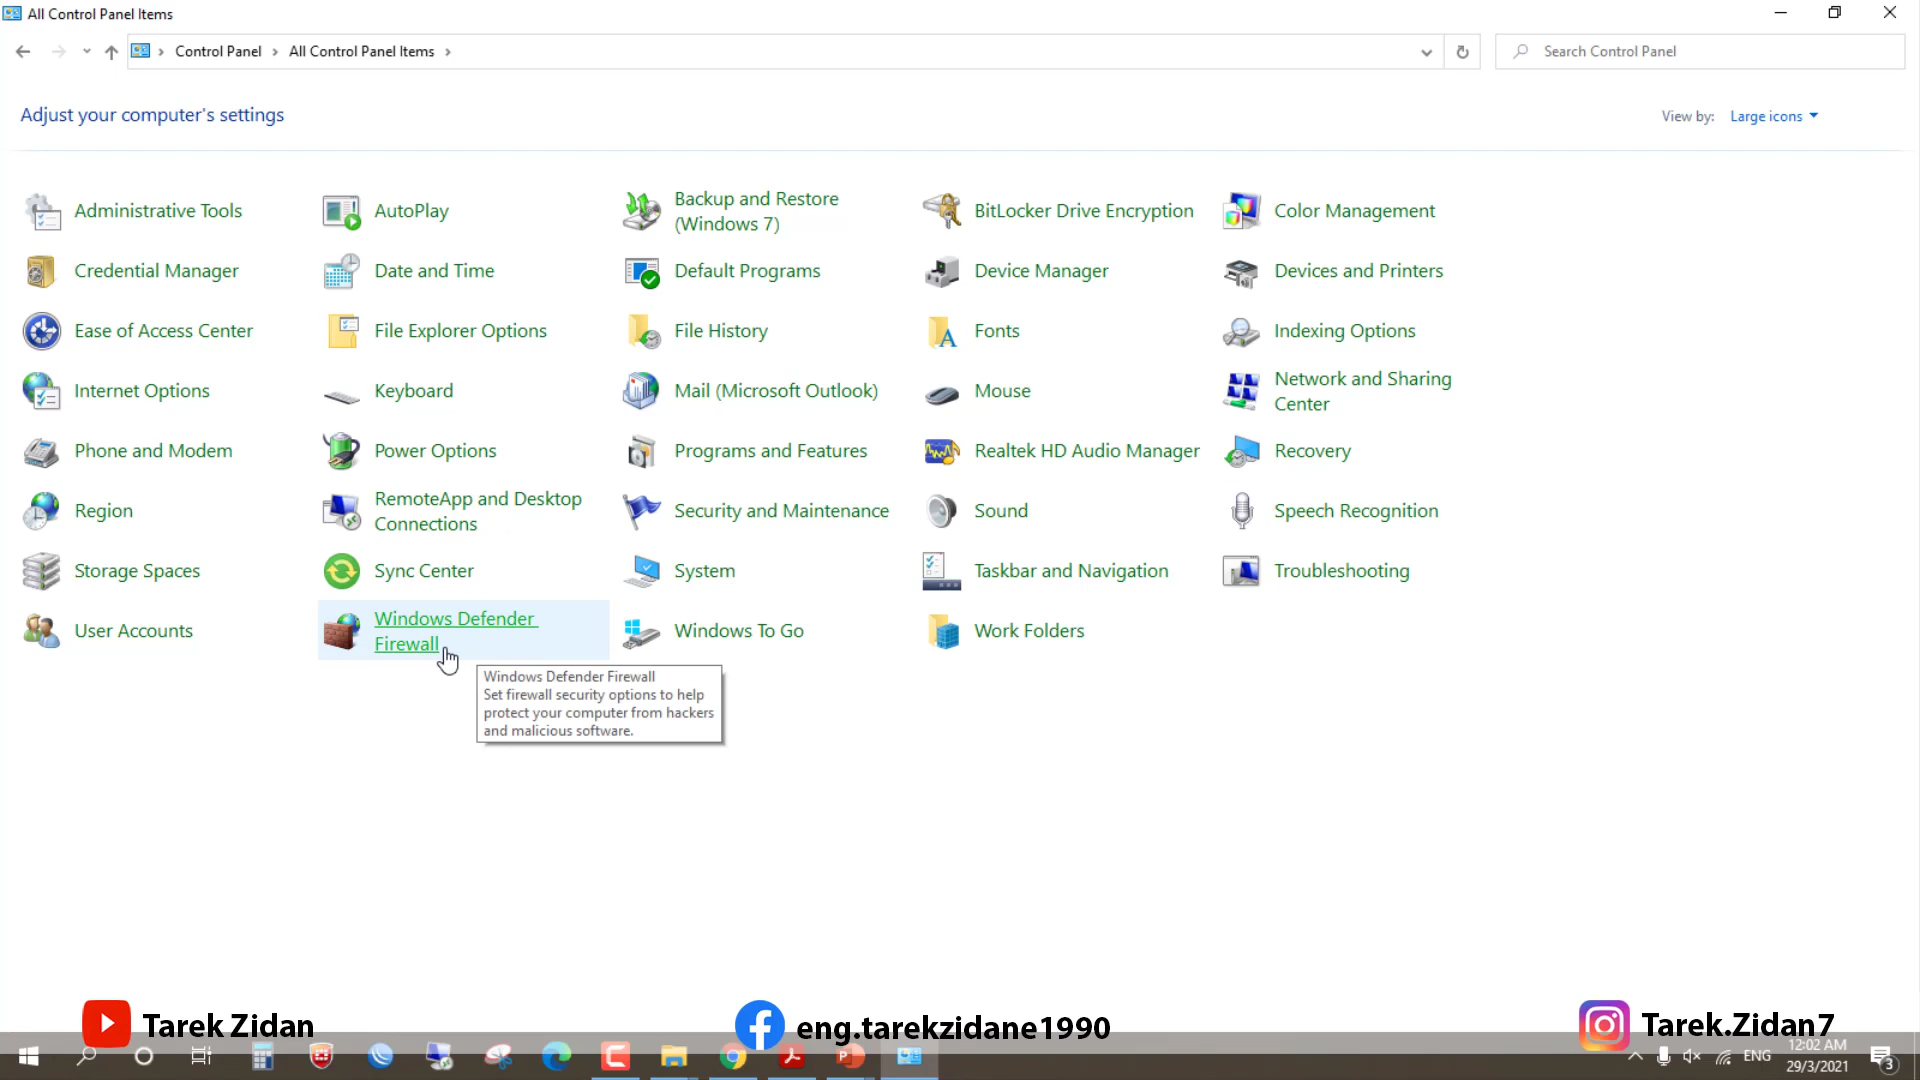 All Control Panel Items
Control Panel
All Control Panel Items
Search Control Panel
Adjust your computer's settings
View by:
Large icons
Administrative Tools
AutoPlay
Backup and Restore
(Windows 7)
BitLocker Drive Encryption
Color Management
Credential Manager
Date and Time
Default Programs
Device Manager
Devices and Printers
Ease of Access Center
File Explorer Options
File History
Fonts
Indexing Options
Internet Options
Keyboard
Mail (Microsoft Outlook)
Mouse
Network and Sharing
Center
Phone and Modem
Power Options
Programs and Features
Realtek HD Audio Manager
Recovery
Region
RemoteApp and Desktop
Connections
Security and Maintenance
Sound
Speech Recognition
Storage Spaces
Sync Center
System
Taskbar and Navigation
Troubleshooting
User Accounts
Windows Defender
Firewall
Windows To Go
Work Folders
Windows Defender Firewall
Set firewall security options to help
protect your computer from hackers
and malicious software.
Tarek Zidan
eng.tarekzidane1990
Tarek.Zidan7
ENG
12:02 AM
29/3/2021
3